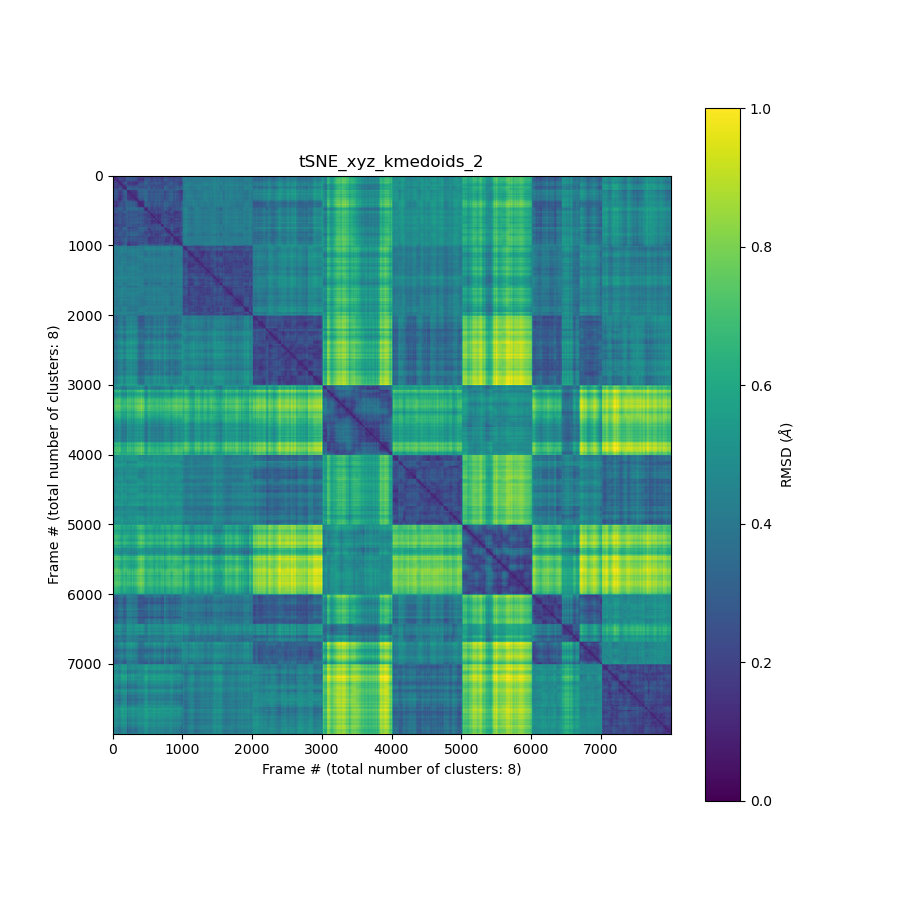 tSNE_xyz_kmedoids_2
0
1000
2000
3000
4000
5000
6000
7000
Frame # (total number of clusters: 8)
0 1000 2000 3000 4000 5000 6000 7000
Frame # (total number of clusters: 8)
1.0
0.8
0.6
0.4
0.2
0.0
RMSD (Å)